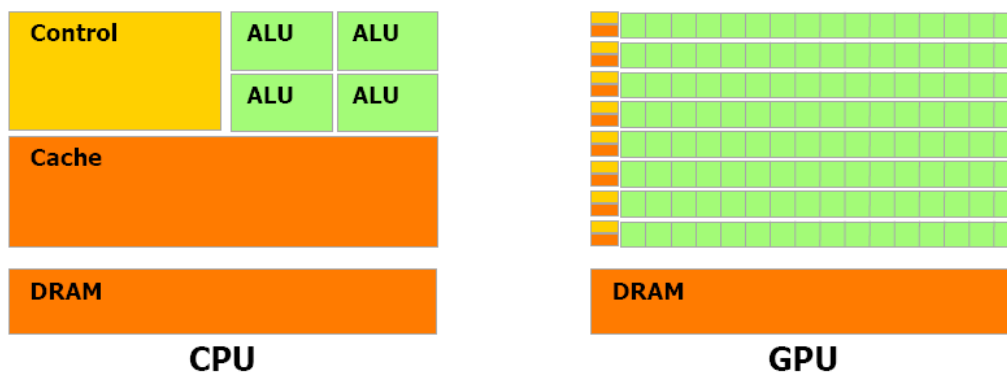 Control
ALU
ALU
ALU
ALU
Cache
DRAM
CPU
DRAM
GPU